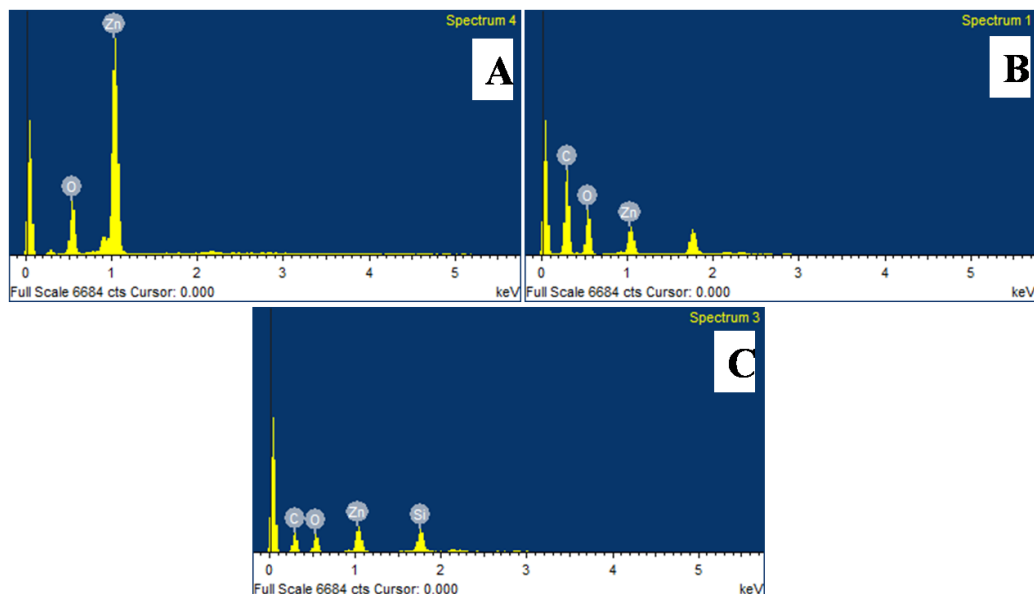 Zn
Spectrum 4
A
O
0 1 2 3 4 5
Full Scale 6684 cts Cursor: 0.000 keV
Spectrum 1
B
C
O
Zn
0 1 2 3 4 5
Full Scale 6684 cts Cursor: 0.000 keV
Spectrum 3
C
C O Zn Si
0 1 2 3 4 5
Full Scale 6684 cts Cursor: 0.000 keV